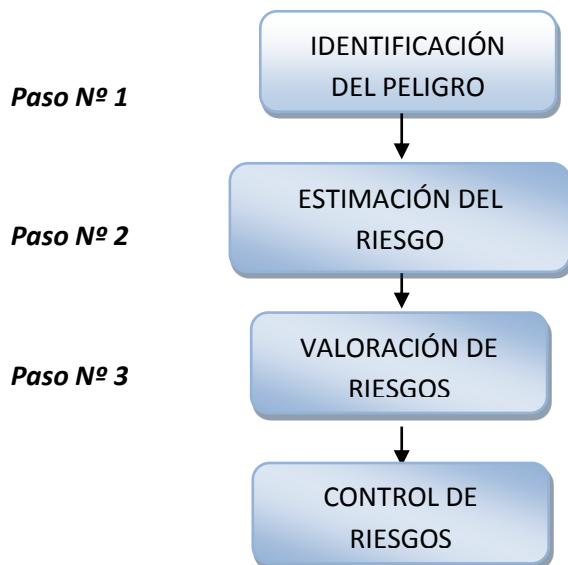 IDENTIFICACIÓN
DEL PELIGRO
Paso Nº 1
ESTIMACIÓN DEL
RIESGO
Paso Nº 2
VALORACIÓN DE
RIESGOS
Paso Nº 3
CONTROL DE
RIESGOS